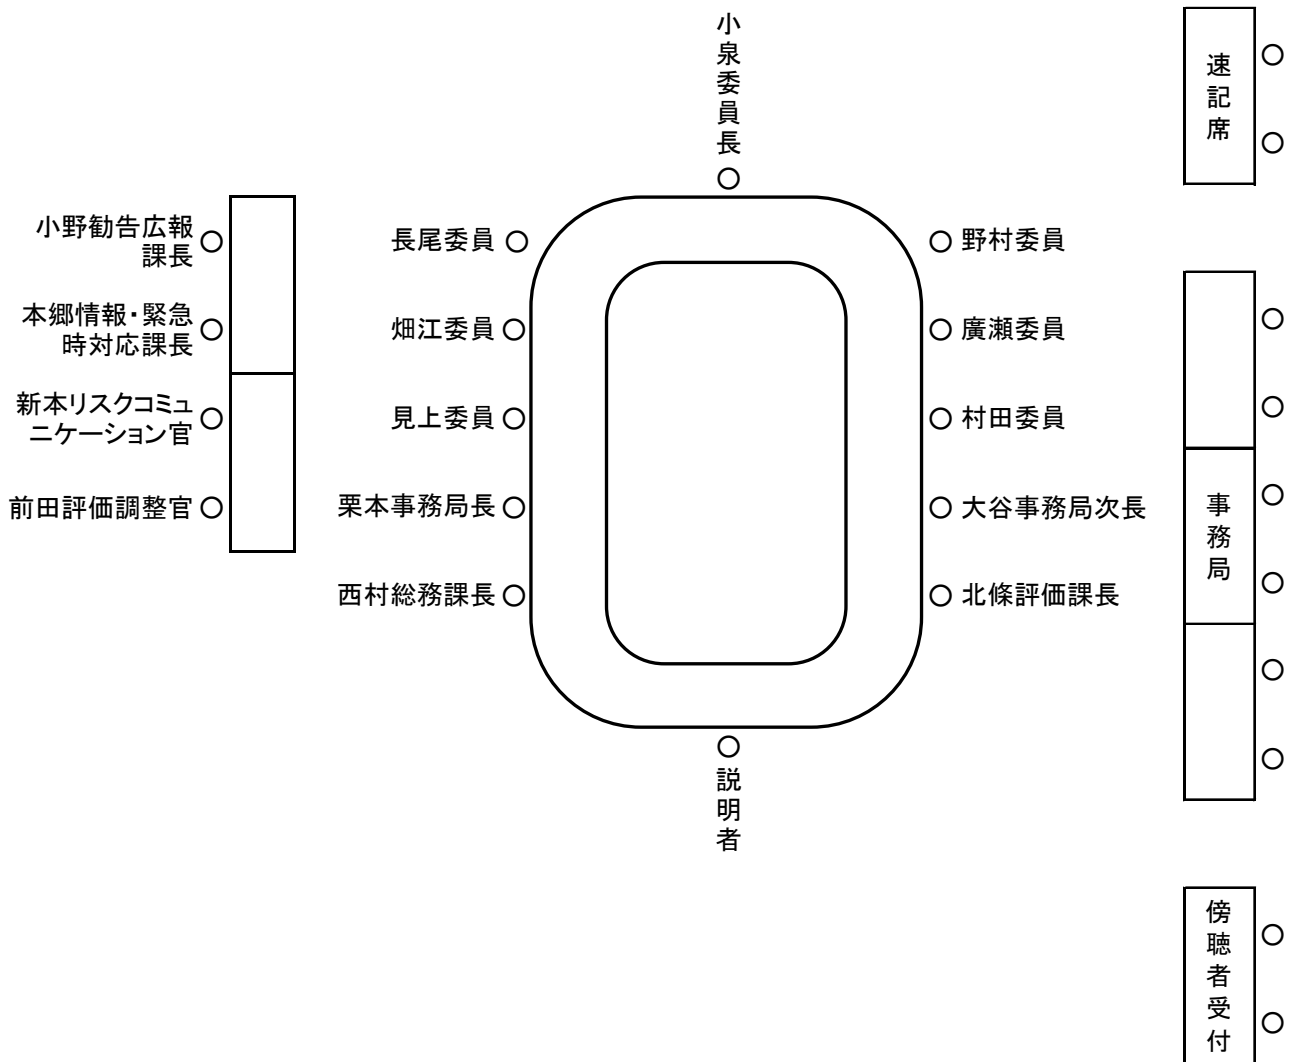 小泉委員長
速記席
小野勧告広報
課長
本郷情報・緊急
時対応課長
新本リスクコミュ
ニケーション官
前田評価調整官
長尾委員
畑江委員
見上委員
栗本事務局長
西村総務課長
野村委員
廣瀬委員
村田委員
大谷事務局次長
北條評価課長
説明者
事務局
傍聴者受付